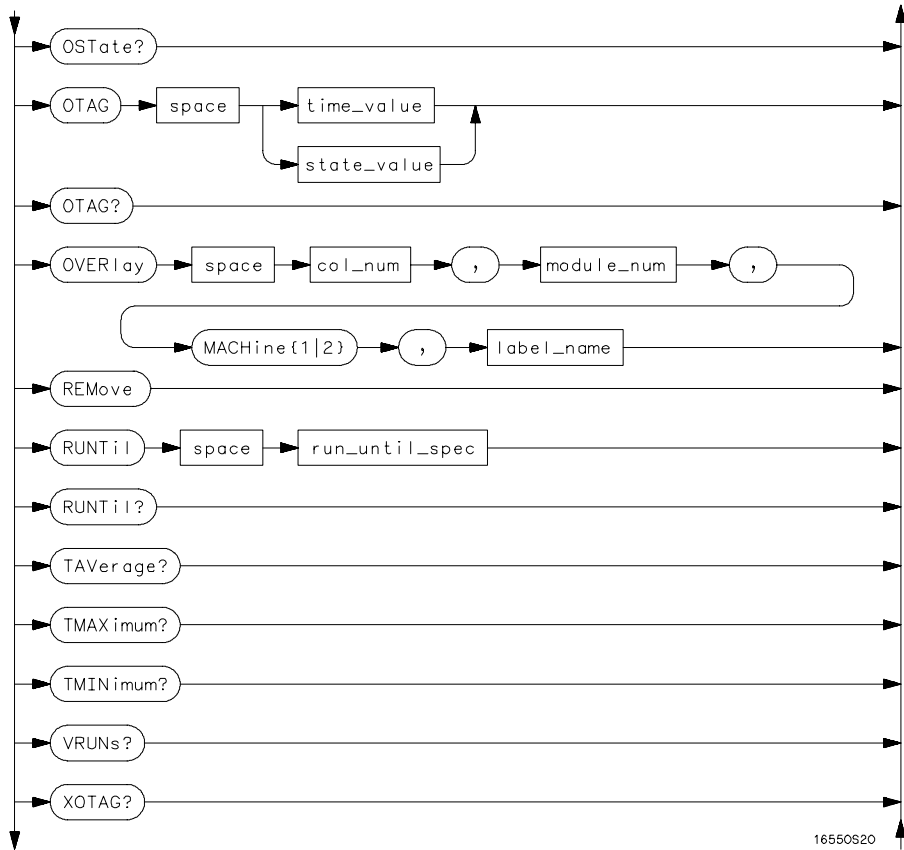 OSTate?
OTAG space time_value
state_value
OTAG?
OVERlay space col_num , module_num ,
MACHine{1|2} , label_name
REMove
RUNTil space run_until_spec
RUNTil?
TAVerage?
TMAXimum?
TMINimum?
VRUNs?
XOTAG?
16550S20